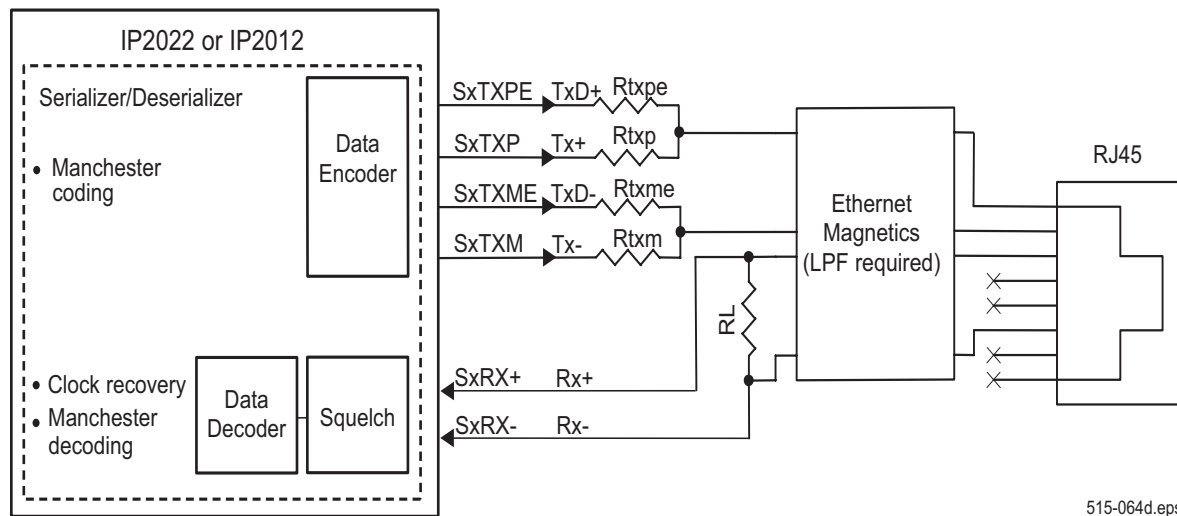 IP2022 or IP2012
Serializer/Deserializer
• Manchester
coding
Data
Encoder
SxTXPE TxD+ Rtxpe
SxTXP Tx+ Rtxp
SxTXME TxD- Rtxme
SxTXM Tx- Rtxm
Ethernet
Magnetics
(LPF required)
RJ45
RL
• Clock recovery
• Manchester
decoding
Data
Decoder
Squelch
SxRX+ Rx+
SxRX- Rx-
515-064d.eps